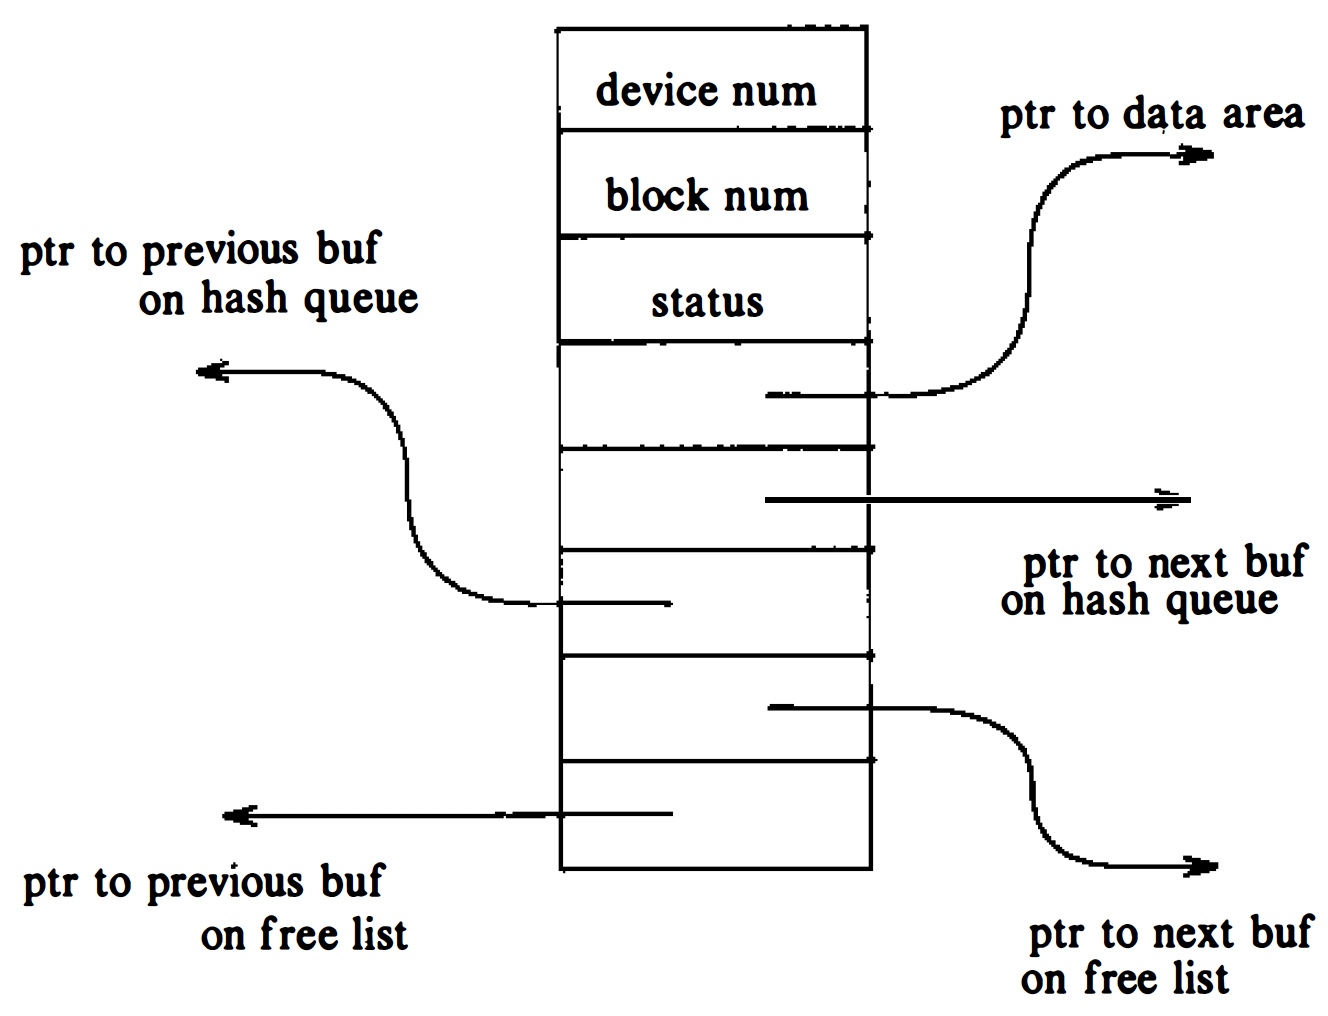 device num
block num
status
ptr to data area
ptr to previous buf
on hash queue
ptr to next buf
on hash queue
ptr to previous buf
on free list
ptr to next buf
on free list